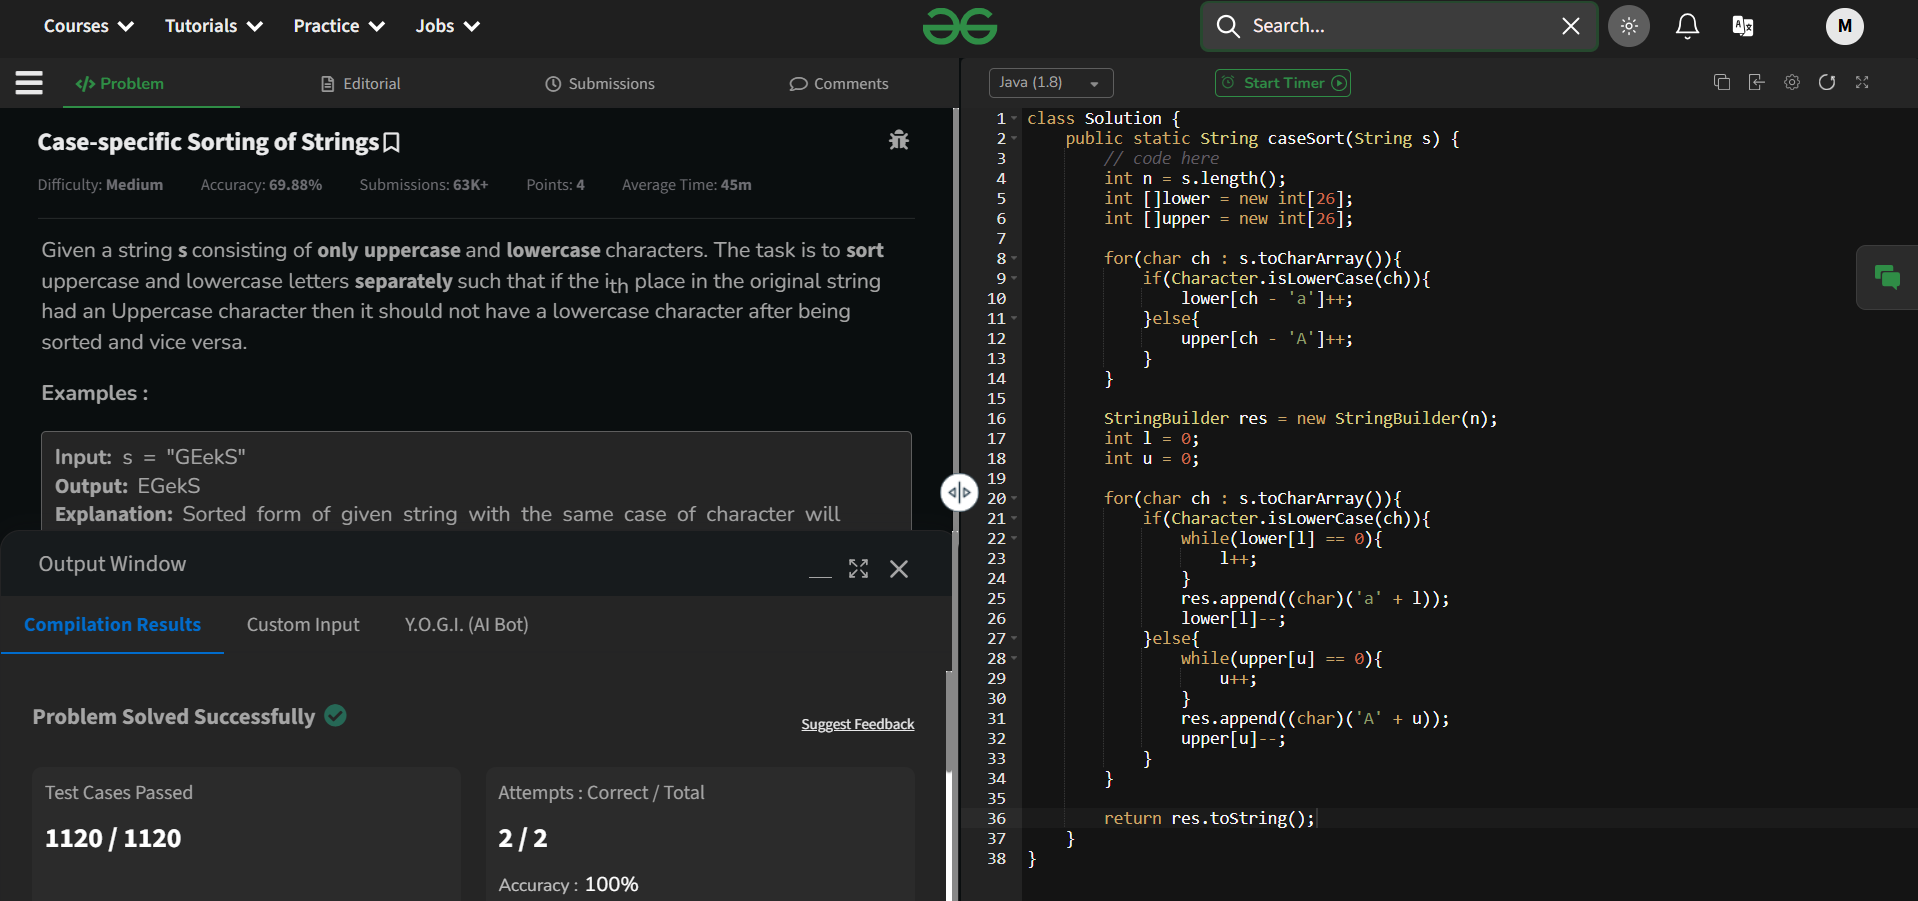 Courses Tutorials Practice Jobs Search... M
</> Problem Editorial Submissions Comments
Case-specific Sorting of Strings
Difficulty: Medium Accuracy: 69.88% Submissions: 63K+ Points: 4 Average Time: 45m
Given a string s consisting of only uppercase and lowercase characters. The task is to sort
uppercase and lowercase letters separately such that if the ith place in the original string
had an Uppercase character then it should not have a lowercase character after being
sorted and vice versa.
Examples :
Input: s = "GEekS"
Output: EGekS
Explanation: Sorted form of given string with the same case of character will
Output Window
Compilation Results Custom Input Y.O.G.I. (AI Bot)
Problem Solved Successfully
Suggest Feedback
Test Cases Passed
1120 / 1120
Attempts : Correct / Total
2 / 2
Accuracy : 100%
Java (1.8) Start Timer
1 class Solution {
2     public static String caseSort(String s) {
3         // code here
4         int n = s.length();
5         int []lower = new int[26];
6         int []upper = new int[26];
7
8         for(char ch : s.toCharArray()){
9             if(Character.isLowerCase(ch)){
10                 lower[ch - 'a']++;
11             }else{
12                 upper[ch - 'A']++;
13             }
14         }
15
16         StringBuilder res = new StringBuilder(n);
17         int l = 0;
18         int u = 0;
19
20         for(char ch : s.toCharArray()){
21             if(Character.isLowerCase(ch)){
22                 while(lower[l] == 0){
23                     l++;
24                 }
25                 res.append((char)('a' + l));
26                 lower[l]--;
27             }else{
28                 while(upper[u] == 0){
29                     u++;
30                 }
31                 res.append((char)('A' + u));
32                 upper[u]--;
33             }
34         }
35
36         return res.toString();
37     }
38 }